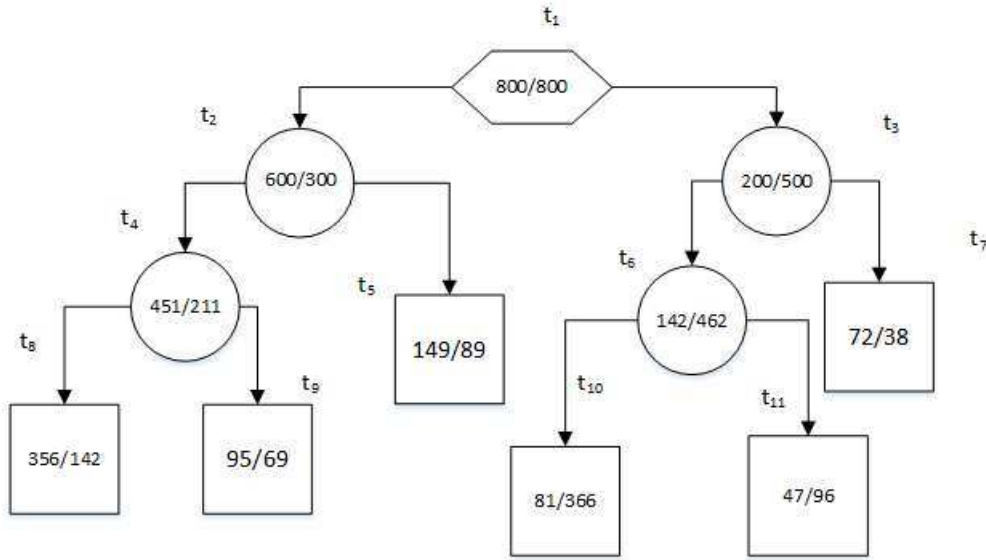 t₁
800/800
t₂
t₃
600/300
200/500
t₄
t₅
t₆
t₇
451/211
142/462
149/89
72/38
t₈
t₉
t₁₀
t₁₁
356/142
95/69
81/366
47/96